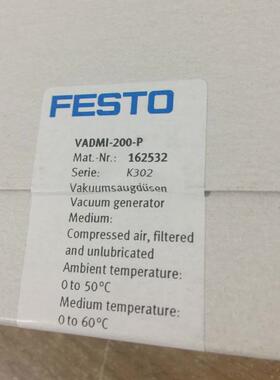 FESTO
VADMI-200-P
Mat.-Nr.: 162532
Serie: K302
Vakuumsaugdüsen
Vacuum generator
Medium:
Compressed air, filtered
and unlubricated
Ambient temperature:
0 to 50°C
Medium temperature:
0 to 60°C